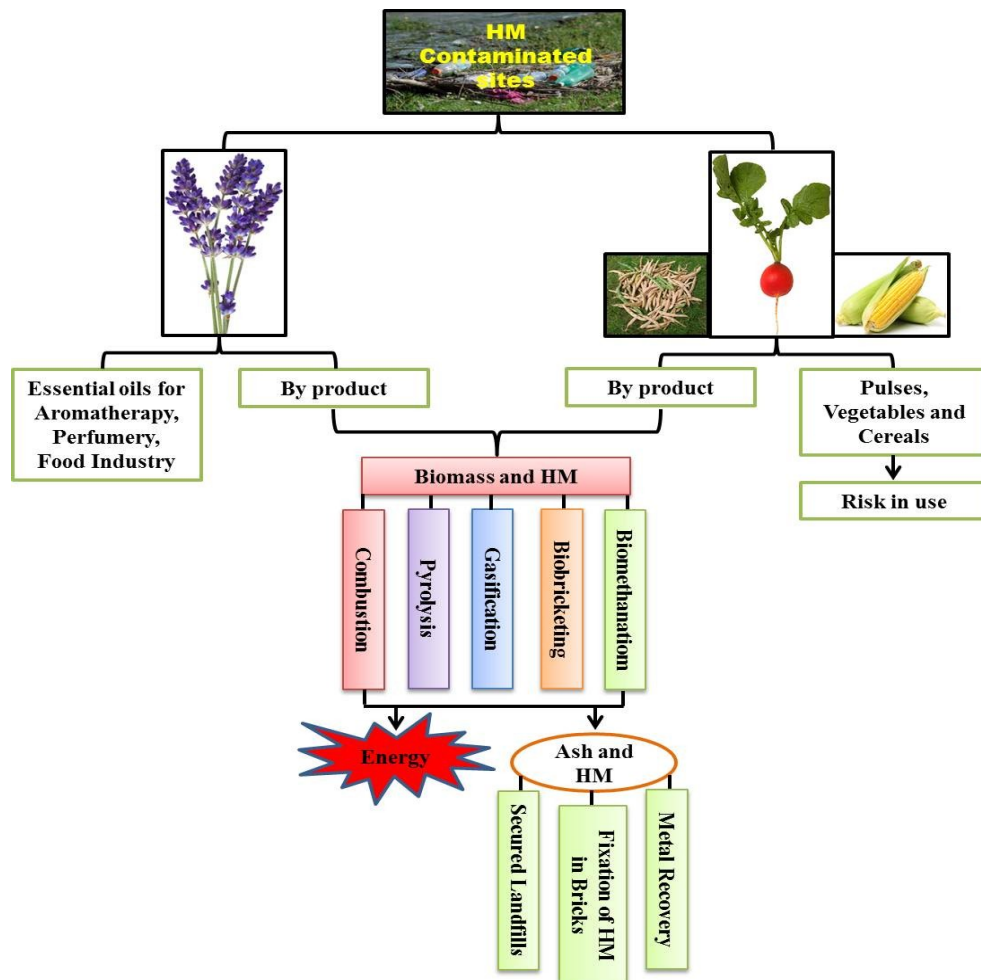 HM
Contaminated
sites
Essential oils for
Aromatherapy,
Perfumery,
Food Industry
By product
By product
Pulses,
Vegetables and
Cereals
Risk in use
Biomass and HM
Combustion
Pyrolysis
Gasification
Biobricketing
Biomethanatiom
Energy
Ash and
HM
Secured Landfills
Fixation of HM
in Bricks
Metal Recovery